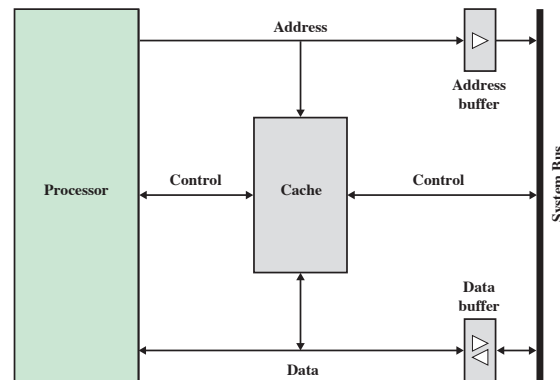 Address
Address
buffer
Processor
Control
Cache
Control
System Bus
Data
buffer
Data